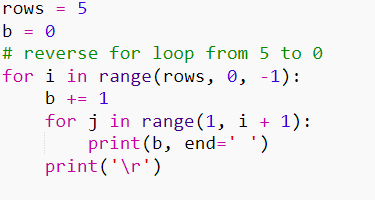 rows = 5
b = 0
# reverse for loop from 5 to 0
for i in range(rows, 0, -1):
    b += 1
    for j in range(1, i + 1):
        print(b, end=' ')
    print('\r')